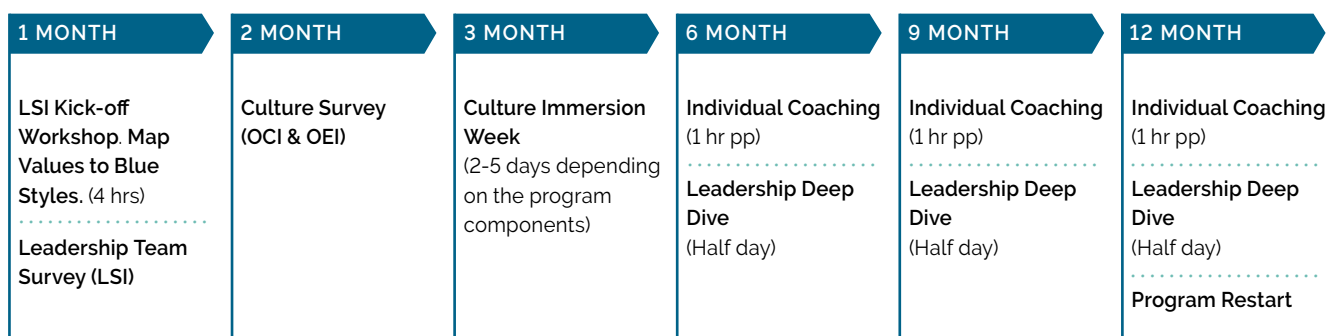 1 MONTH
LSI Kick-off
Workshop. Map
Values to Blue
Styles. (4 hrs)
Leadership Team
Survey (LSI)
2 MONTH
Culture Survey
(OCI & OEI)
3 MONTH
Culture Immersion
Week
(2-5 days depending
on the program
components)
6 MONTH
Individual Coaching
(1 hr pp)
Leadership Deep
Dive
(Half day)
9 MONTH
Individual Coaching
(1 hr pp)
Leadership Deep
Dive
(Half day)
12 MONTH
Individual Coaching
(1 hr pp)
Leadership Deep
Dive
(Half day)
Program Restart